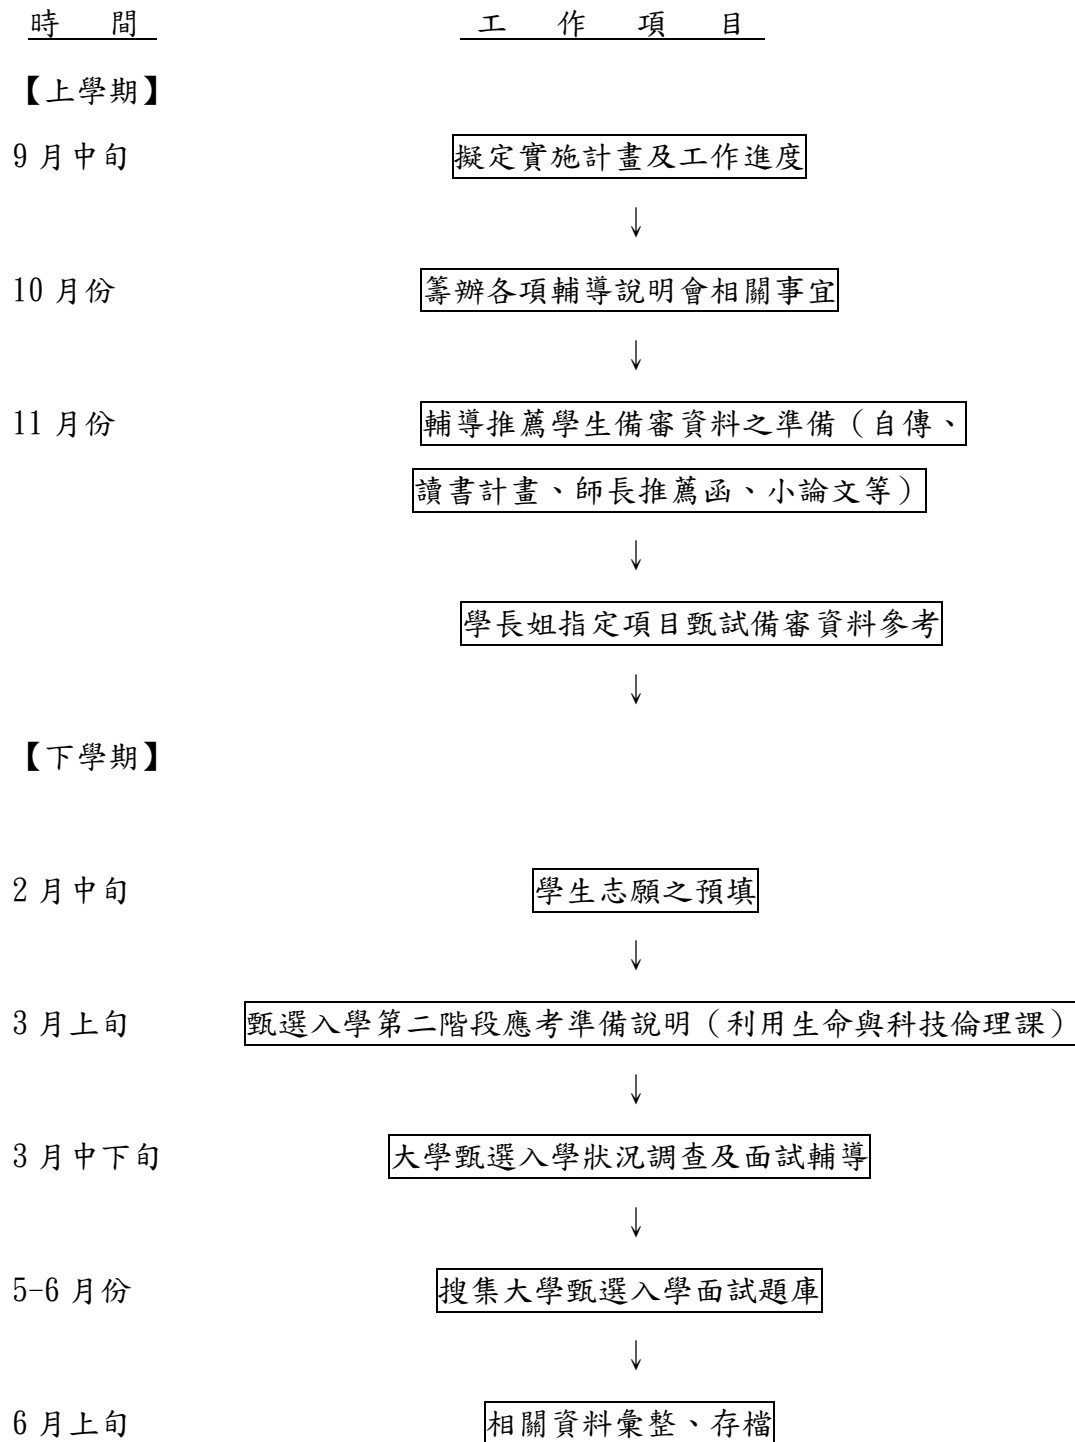 時 間 工 作 項 目
【上學期】
9 月中旬 擬定實施計畫及工作進度
↓
10 月份 籌辦各項輔導說明會相關事宜
↓
11 月份 輔導推薦學生備審資料之準備（自傳、
讀書計畫、師長推薦函、小論文等）
↓
學長姐指定項目甄試備審資料參考
↓
【下學期】
2 月中旬 學生志願之預填
↓
3 月上旬 甄選入學第二階段應考準備說明（利用生命與科技倫理課）
↓
3 月中下旬 大學甄選入學狀況調查及面試輔導
↓
5-6 月份 搜集大學甄選入學面試題庫
↓
6 月上旬 相關資料彙整、存檔